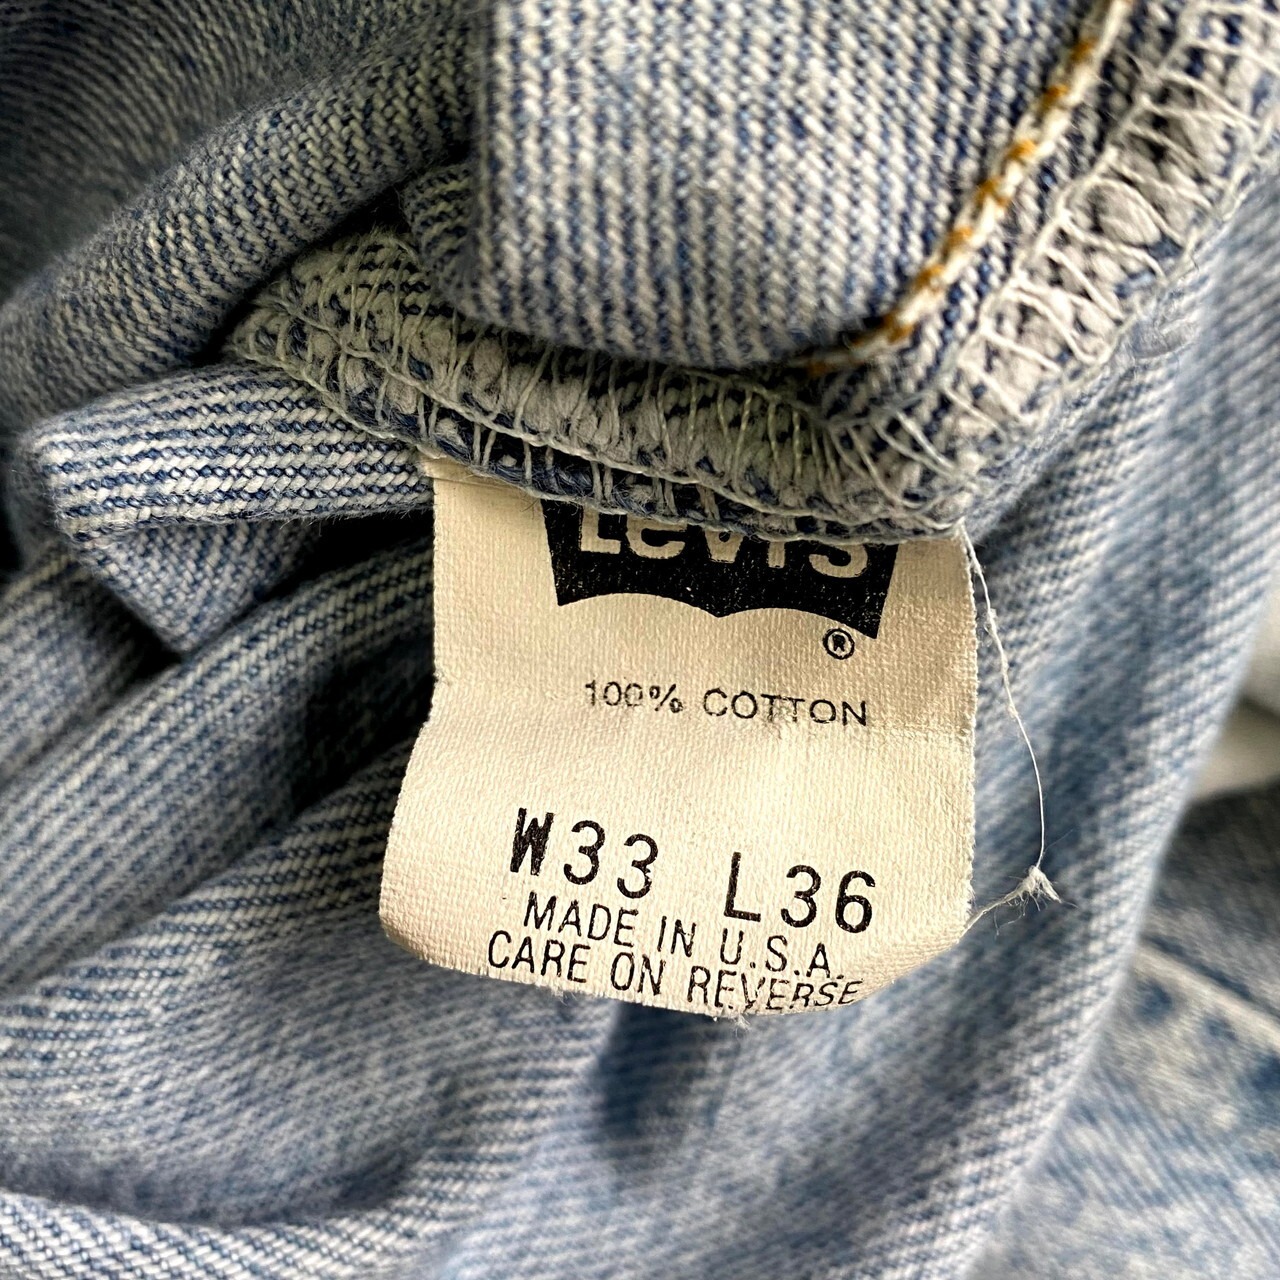 Levi's
®
100% COTTON
W33 L36
MADE IN U.S.A.
CARE ON REVERSE